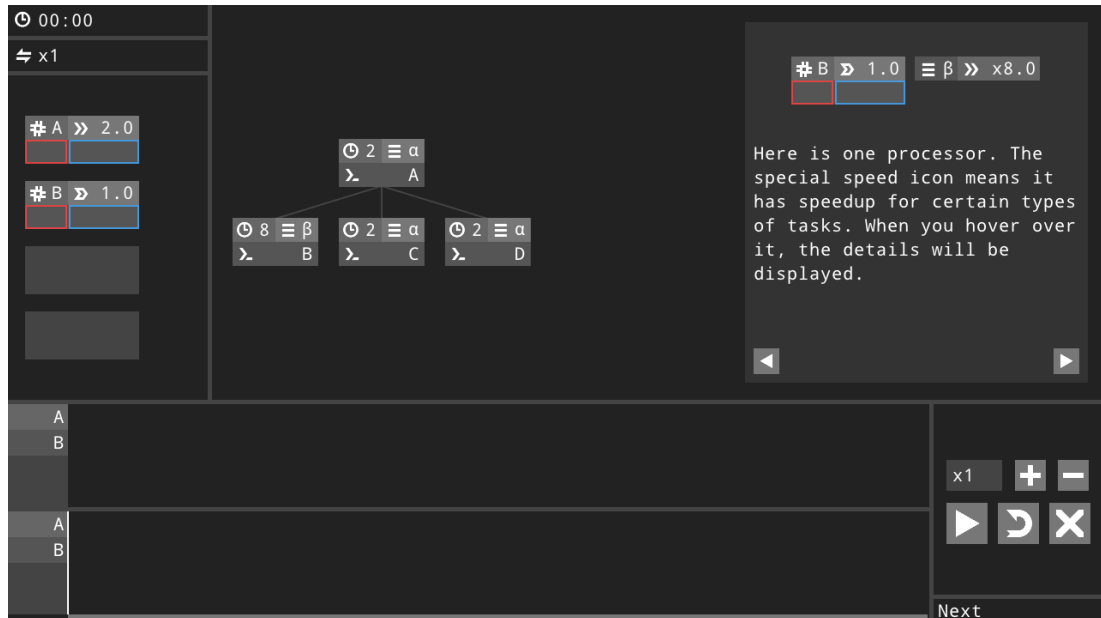 00:00
x1
# A 2.0
# B 1.0
2 α
A
8 β
B
2 α
C
2 α
D
# B 1.0 β x8.0
Here is one processor. The
special speed icon means it
has speedup for certain types
of tasks. When you hover over
it, the details will be
displayed.
A
B
A
B
x1
Next